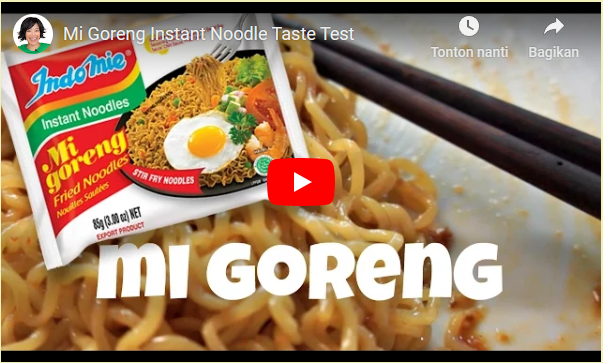 Mi Goreng Instant Noodle Taste Test
Tonton nanti
Bagikan
Indomie
Instant Noodles
Mi
goreng
Fried Noodles
Nouilles Sautées
STIR FRY NOODLES
85g (3.00 oz) NET
EXPORT PRODUCT
mi GORENG